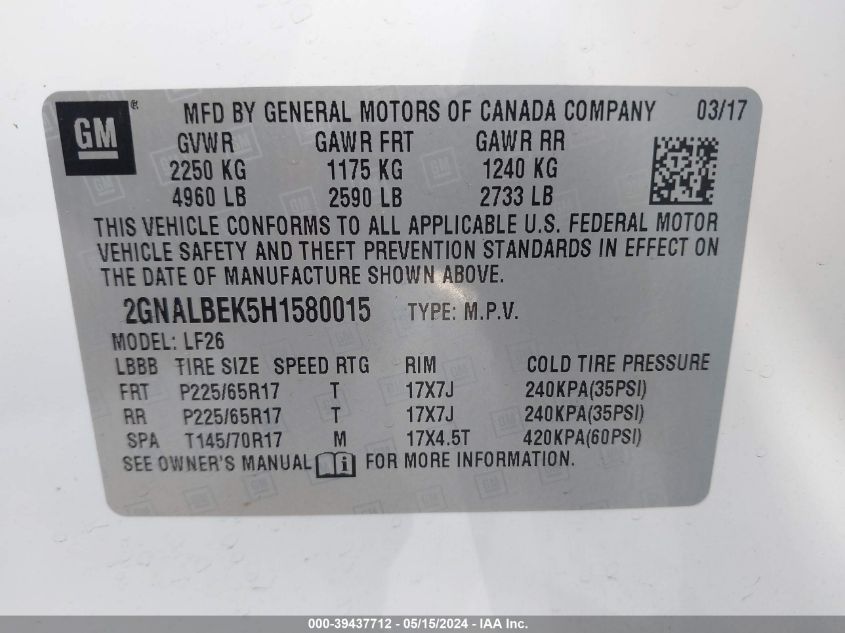 GM ®
MFD BY GENERAL MOTORS OF CANADA COMPANY 03/17
GVWR GAWR FRT GAWR RR
2250 KG 1175 KG 1240 KG
4960 LB 2590 LB 2733 LB
THIS VEHICLE CONFORMS TO ALL APPLICABLE U.S. FEDERAL MOTOR
VEHICLE SAFETY AND THEFT PREVENTION STANDARDS IN EFFECT ON
THE DATE OF MANUFACTURE SHOWN ABOVE.
2GNALBEK5H1580015 TYPE: M.P.V.
MODEL: LF26
LBBB TIRE SIZE SPEED RTG RIM COLD TIRE PRESSURE
FRT P225/65R17 T 17X7J 240KPA(35PSI)
RR P225/65R17 T 17X7J 240KPA(35PSI)
SPA T145/70R17 M 17X4.5T 420KPA(60PSI)
SEE OWNER'S MANUAL i FOR MORE INFORMATION.
000-39437712 - 05/15/2024 - IAA Inc.